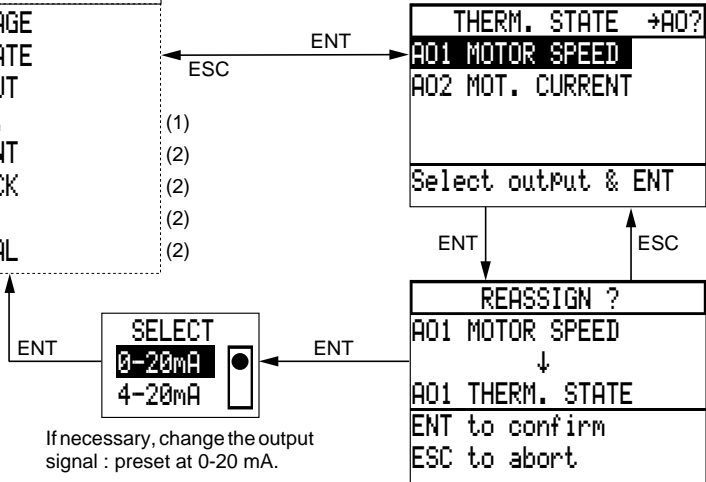 AGE
ATE
UT
(1)
NT
(2)
CK
(2)
(2)
AL
(2)
ENT
ESC
THERM. STATE →AO?
AO1 MOTOR SPEED
AO2 MOT. CURRENT
Select output & ENT
ENT
ESC
REASSIGN ?
AO1 MOTOR SPEED
↓
AO1 THERM. STATE
ENT to confirm
ESC to abort
ENT
SELECT
0-20mA
4-20mA
ENT
If necessary, change the output
signal : preset at 0-20 mA.